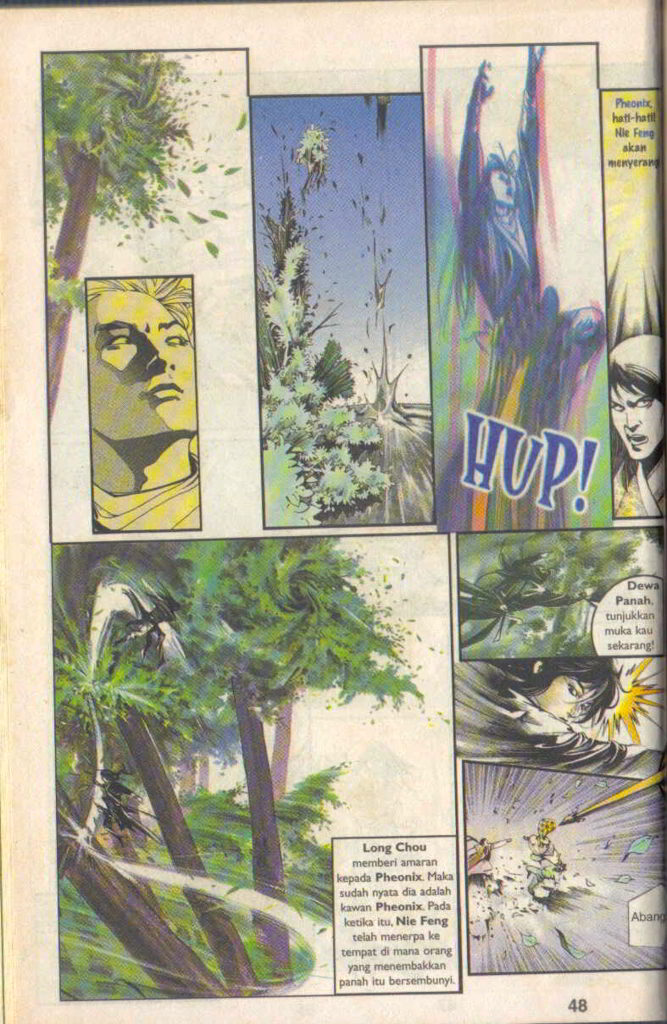 Pheonix,
hati-hati!
Nie Feng
akan
menyerang
HUP!
Dewa
Panah,
tunjukkan
muka kau
sekarang!
Long Chou
memberi amaran
kepada Pheonix. Maka
sudah nyata dia adalah
kawan Pheonix. Pada
ketika itu, Nie Feng
telah menerpa ke
tempat di mana orang
yang menembakkan
panah itu bersembunyi.
Abang
48